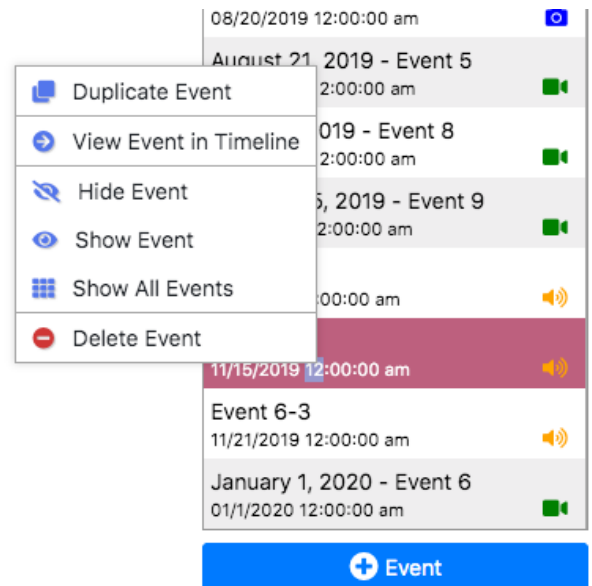 08/20/2019 12:00:00 am
August 21, 2019 - Event 5
2:00:00 am
Duplicate Event
019 - Event 8
2:00:00 am
View Event in Timeline
5, 2019 - Event 9
2:00:00 am
Hide Event
Show Event
:00:00 am
Show All Events
Delete Event
11/15/2019 12:00:00 am
Event 6-3
11/21/2019 12:00:00 am
January 1, 2020 - Event 6
01/1/2020 12:00:00 am
Event